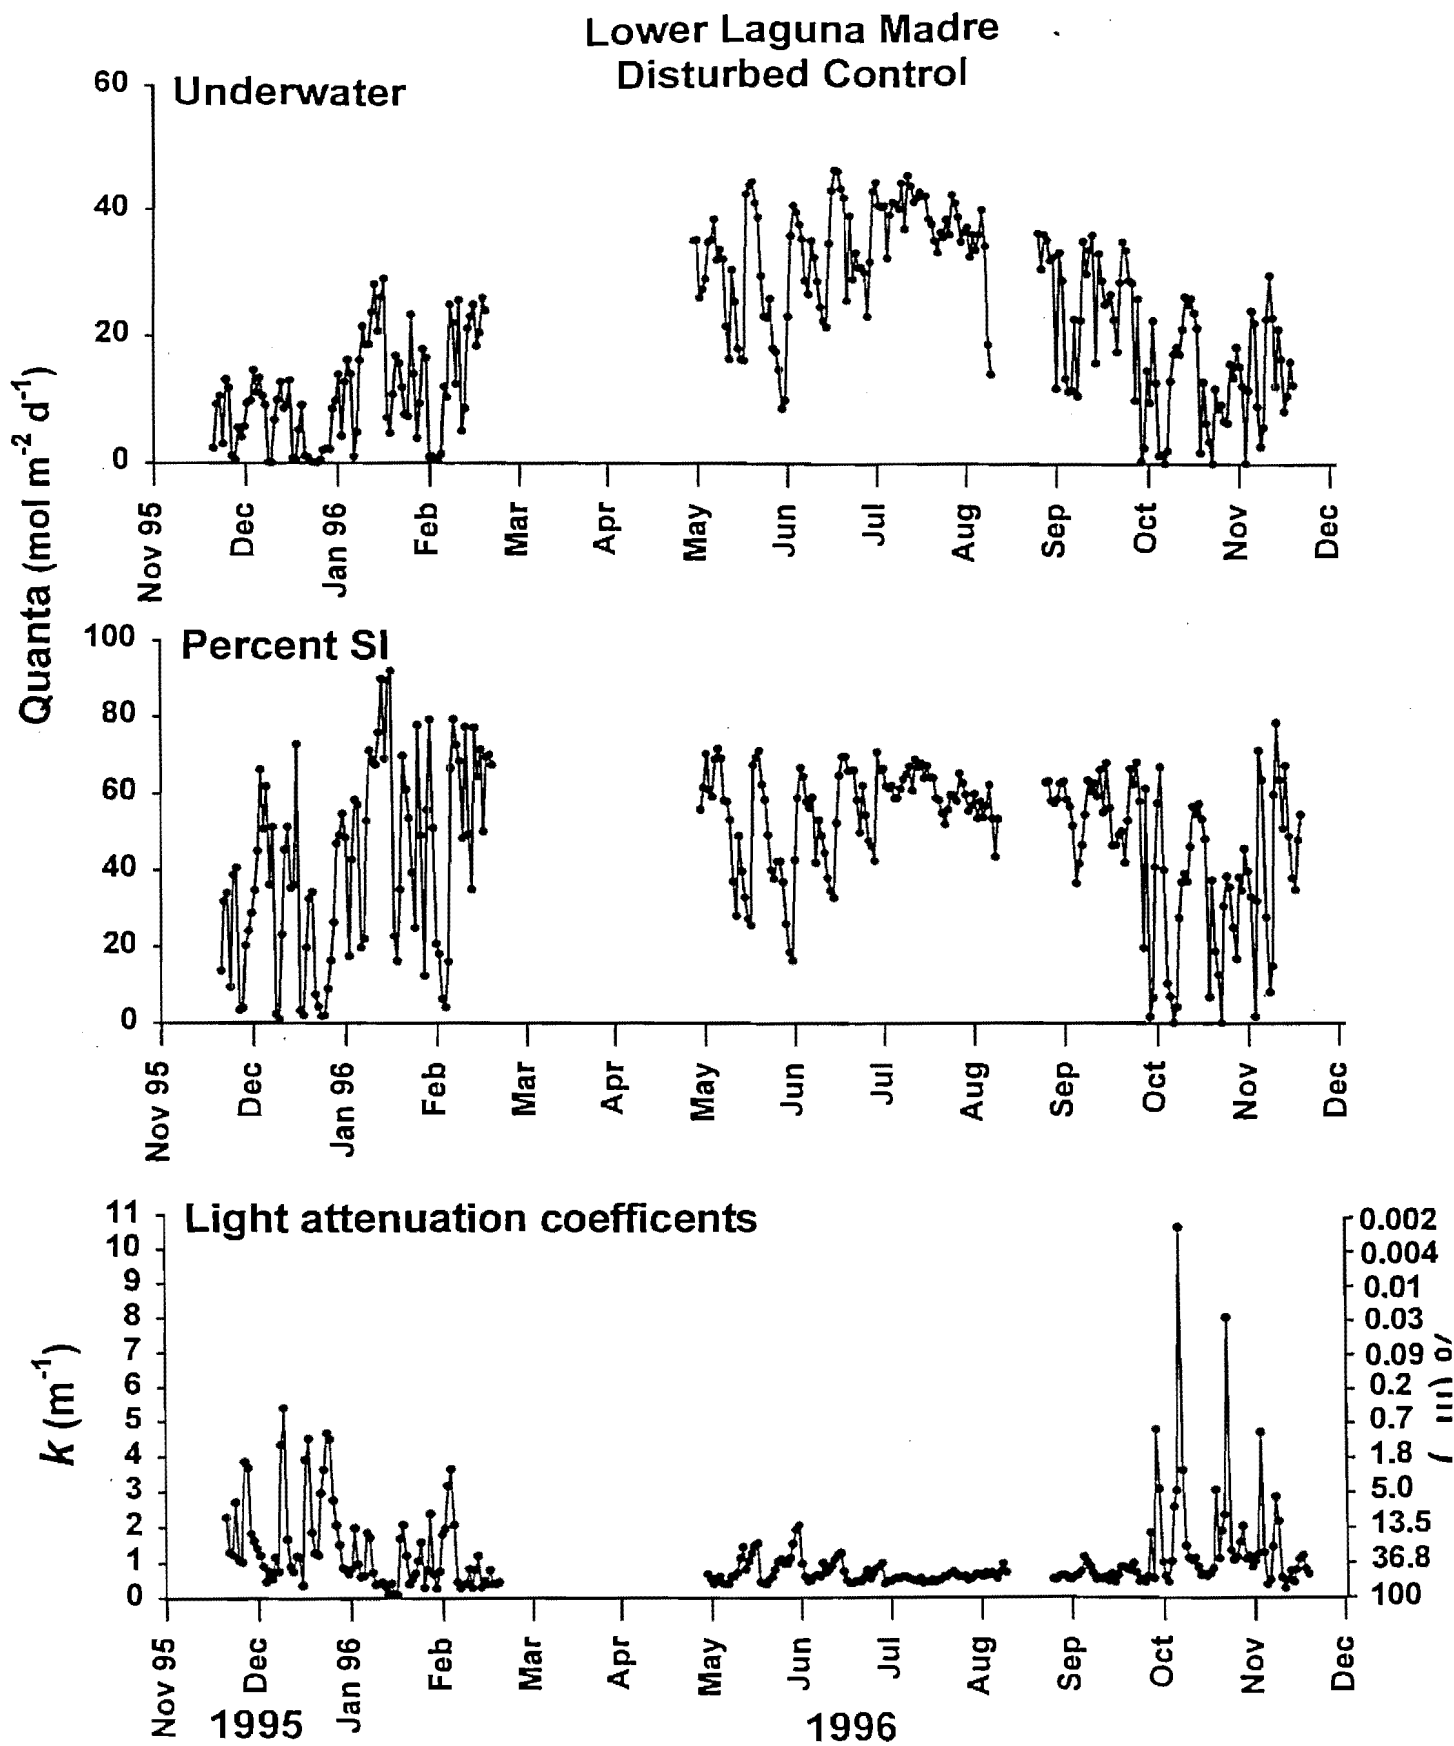 Lower Laguna Madre
Disturbed Control
Underwater
60
40
20
0
Nov 95
Dec
Jan 96
Feb
Mar
Apr
May
Jun
Jul
Aug
Sep
Oct
Nov
Dec
Quanta (mol m⁻² d⁻¹)
Percent SI
100
80
60
40
20
0
Nov 95
Dec
Jan 96
Feb
Mar
Apr
May
Jun
Jul
Aug
Sep
Oct
Nov
Dec
Light attenuation coefficents
11
10
9
8
7
6
5
4
3
2
1
0
k (m⁻¹)
0.002
0.004
0.01
0.03
0.09
0.2
0.7
1.8
5.0
13.5
36.8
100
Nov 95
Dec
Jan 96
Feb
Mar
Apr
May
Jun
Jul
Aug
Sep
Oct
Nov
Dec
1995
1996